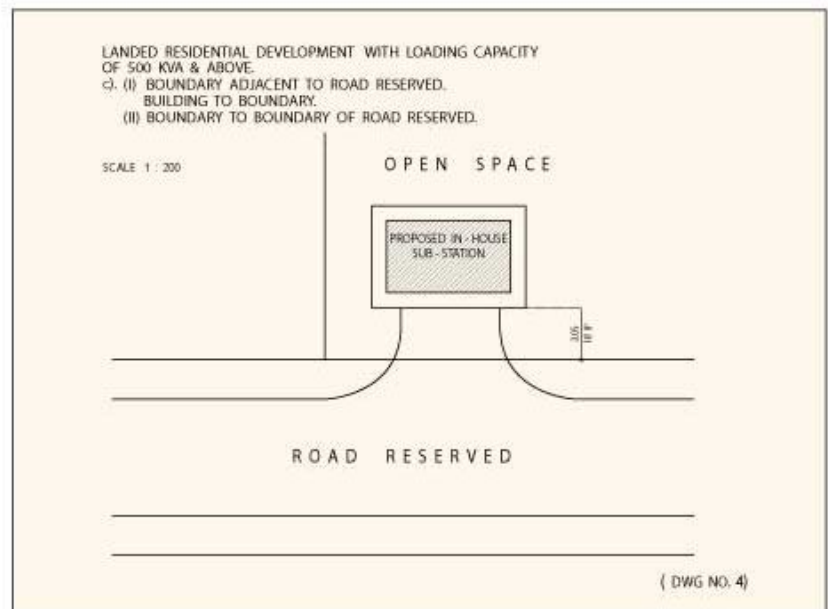 LANDED RESIDENTIAL DEVELOPMENT WITH LOADING CAPACITY
OF 500 KVA & ABOVE.
c). (I) BOUNDARY ADJACENT TO ROAD RESERVED.
BUILDING TO BOUNDARY.
(II) BOUNDARY TO BOUNDARY OF ROAD RESERVED.
SCALE 1 : 200
OPEN SPACE
PROPOSED IN - HOUSE
SUB - STATION
3.05
ROAD RESERVED
( DWG NO. 4)